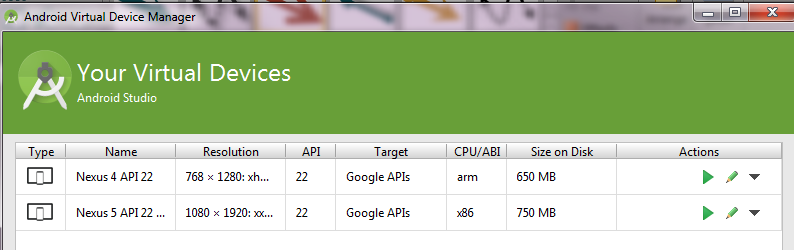 Android Virtual Device Manager
Your Virtual Devices
Android Studio
Type Name Resolution API Target CPU/ABI Size on Disk Actions
Nexus 4 API 22 768 × 1280: xh... 22 Google APIs arm 650 MB
Nexus 5 API 22 ... 1080 × 1920: xx... 22 Google APIs x86 750 MB